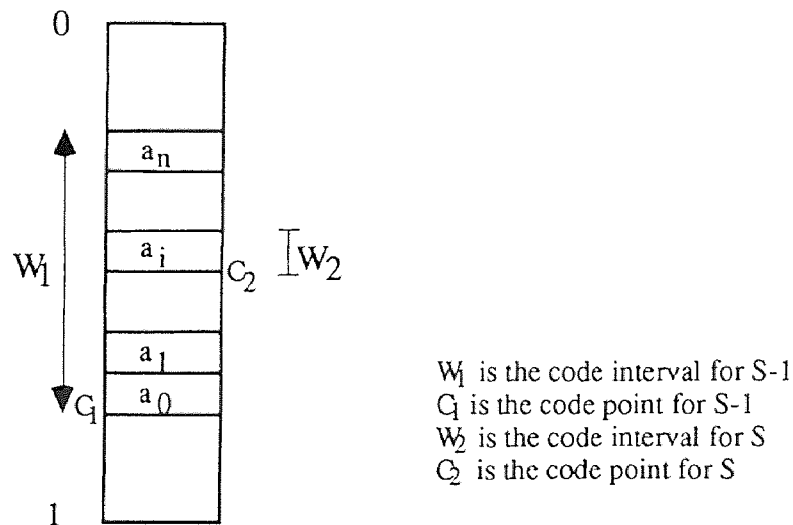 0
aₙ
aᵢ
W₂
C₂
W₁
a₁
C₁
a₀
1
W₁ is the code interval for S-1
C₁ is the code point for S-1
W₂ is the code interval for S
C₂ is the code point for S